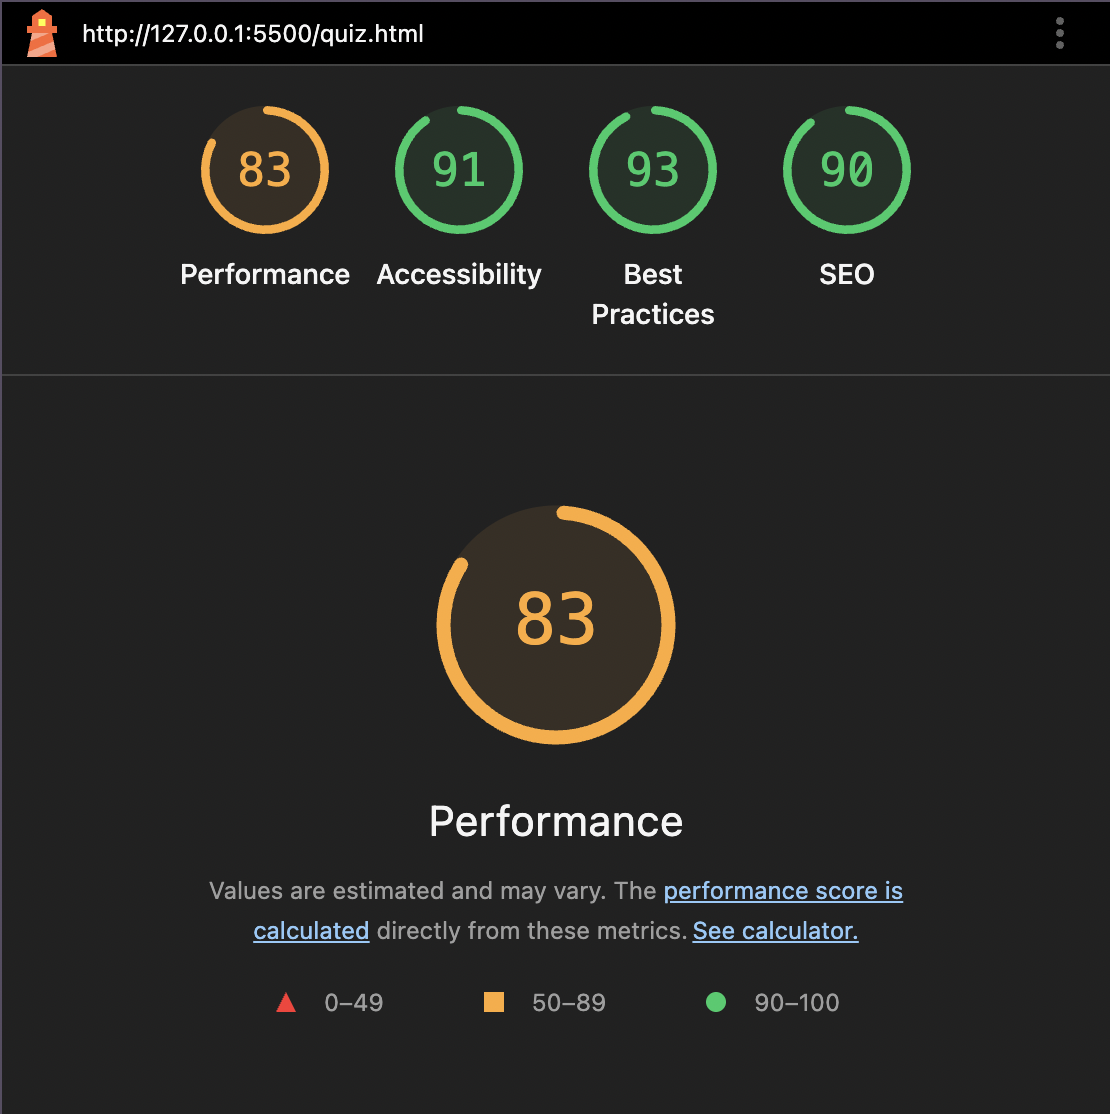 http://127.0.0.1:5500/quiz.html
83
91
93
90
Performance
Accessibility
Best
Practices
SEO
83
Performance
Values are estimated and may vary. The performance score is
calculated directly from these metrics. See calculator.
0–49
50–89
90–100